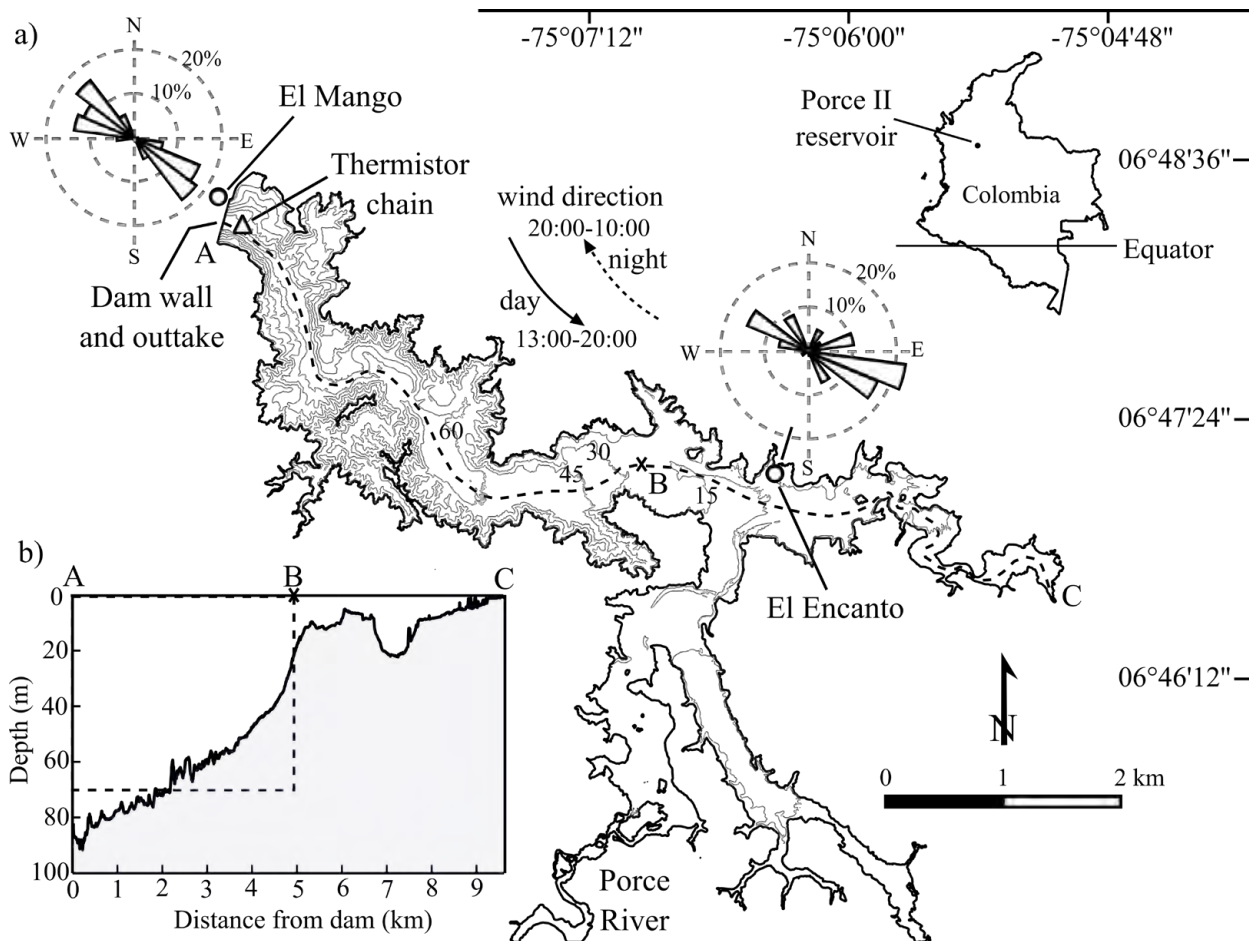 a)
-75°07'12"
-75°06'00"
-75°04'48"
N
20%
10%
W
E
S
El Mango
Thermistor
chain
A
Dam wall
and outtake
wind direction
20:00-10:00
night
day
13:00-20:00
Porce II
reservoir
Colombia
Equator
06°48'36"
N
20%
10%
W
E
S
06°47'24"
60
30
45
B
15
El Encanto
C
06°46'12"
N
0
1
2 km
Porce
River
b)
A
B
C
0
20
40
60
80
100
Depth (m)
0
1
2
3
4
5
6
7
8
9
Distance from dam (km)